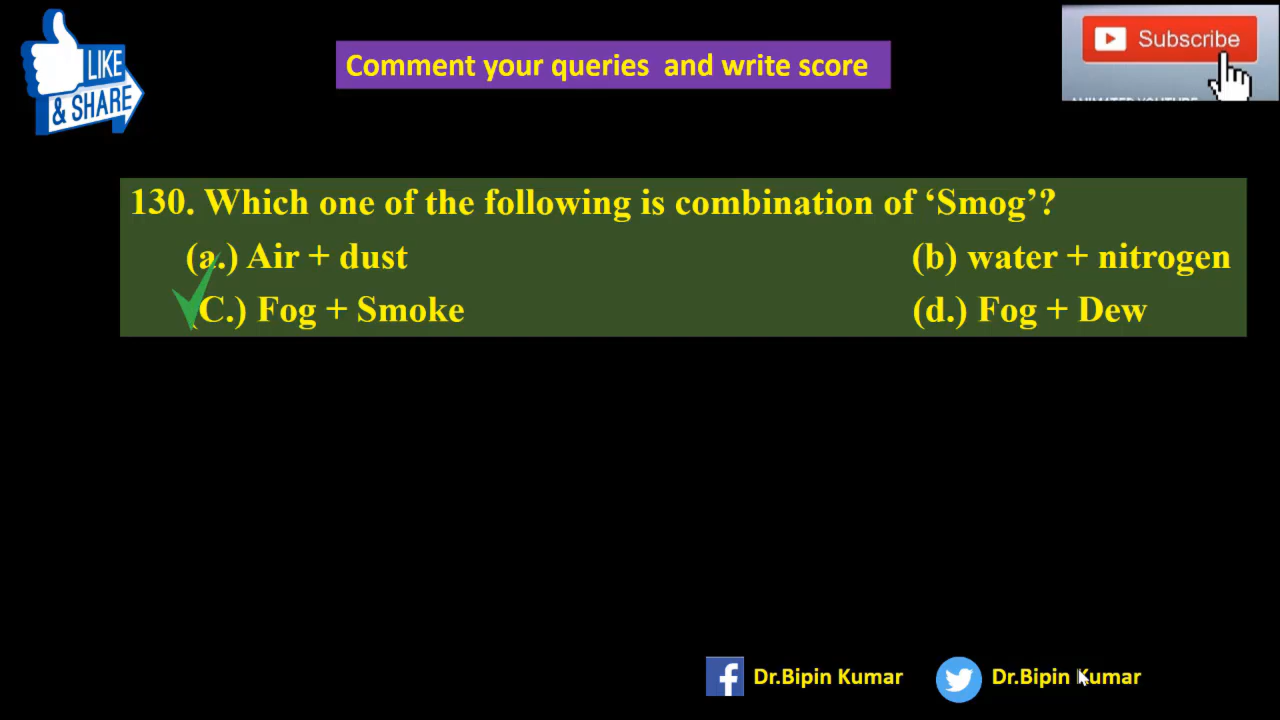 LIKE
& SHARE
Comment your queries and write score
Subscribe
130. Which one of the following is combination of ‘Smog’?
(a.) Air + dust
(b) water + nitrogen
(C.) Fog + Smoke
(d.) Fog + Dew
Dr.Bipin Kumar
Dr.Bipin Kumar